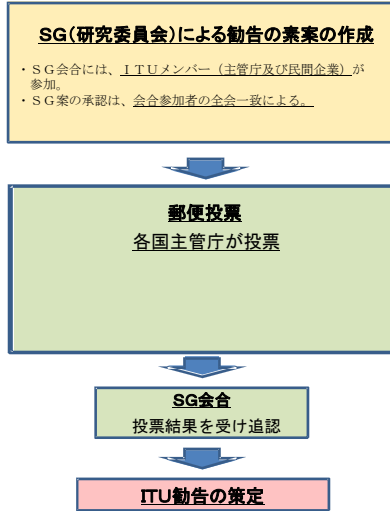 SG(研究委員会)による勧告の素案の作成
・ＳＧ会合には、ＩＴＵメンバー（主管庁及び民間企業）が
参加。
・ＳＧ案の承認は、会合参加者の全会一致による。
郵便投票
各国主管庁が投票
SG会合
投票結果を受け追認
ITU勧告の策定